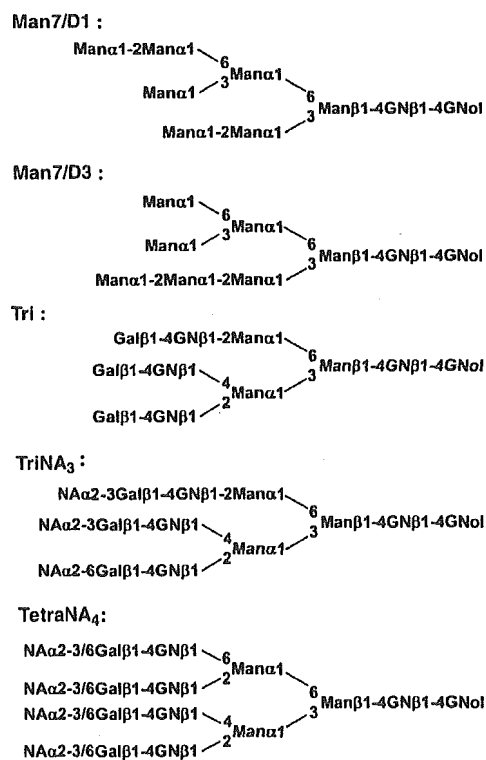 Man7/D1 :
Manα1-2Manα1
6
Manα1
3
Manα1
6
Manβ1-4GNβ1-4GNol
3
Manα1-2Manα1
Man7/D3 :
Manα1
6
Manα1
3
Manα1
6
Manβ1-4GNβ1-4GNol
3
Manα1-2Manα1-2Manα1
Tri :
Galβ1-4GNβ1-2Manα1
6
Manβ1-4GNβ1-4GNol
3
Galβ1-4GNβ1
4
Manα1
2
Galβ1-4GNβ1
TriNA3 :
NAα2-3Galβ1-4GNβ1-2Manα1
6
Manβ1-4GNβ1-4GNol
3
NAα2-3Galβ1-4GNβ1
4
Manα1
2
NAα2-6Galβ1-4GNβ1
TetraNA4:
NAα2-3/6Galβ1-4GNβ1
6
Manα1
2
NAα2-3/6Galβ1-4GNβ1
6
Manβ1-4GNβ1-4GNol
3
NAα2-3/6Galβ1-4GNβ1
4
Manα1
2
NAα2-3/6Galβ1-4GNβ1